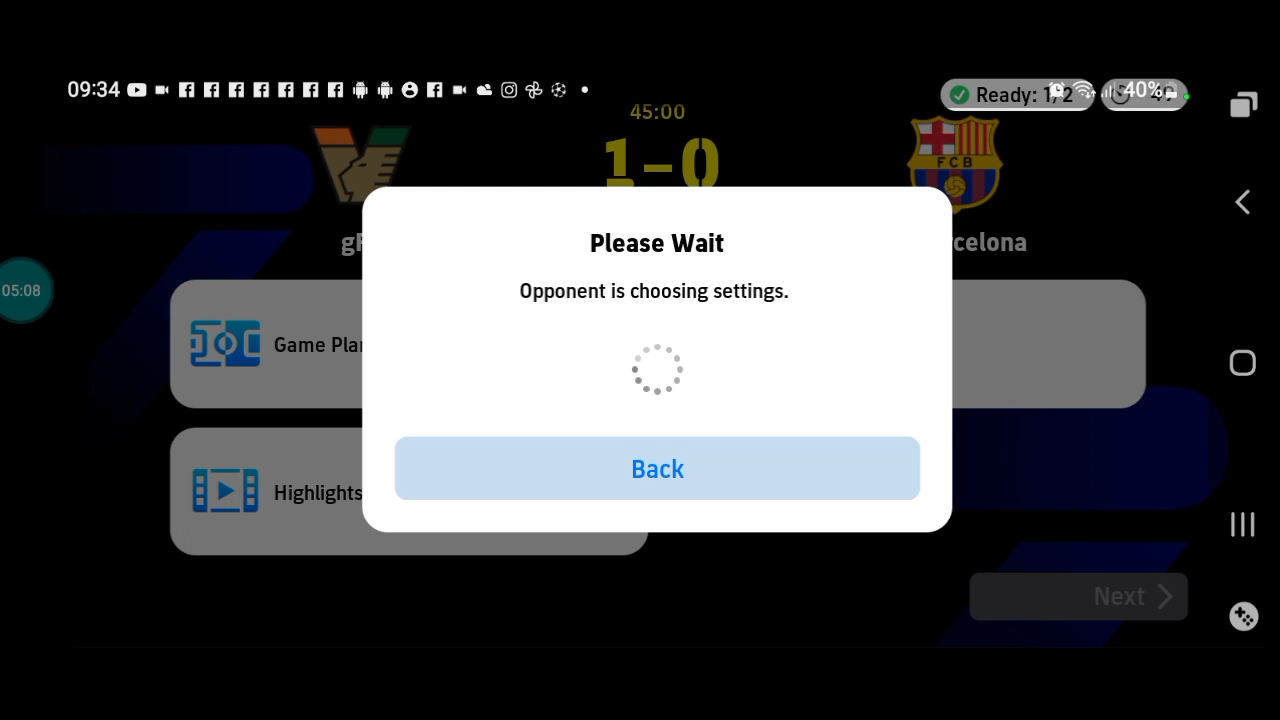 09:34
Ready: 1/2
40%
45:00
1-0
FCB
Please Wait
Opponent is choosing settings.
05:08
Game Plan
Highlights
Back
Next